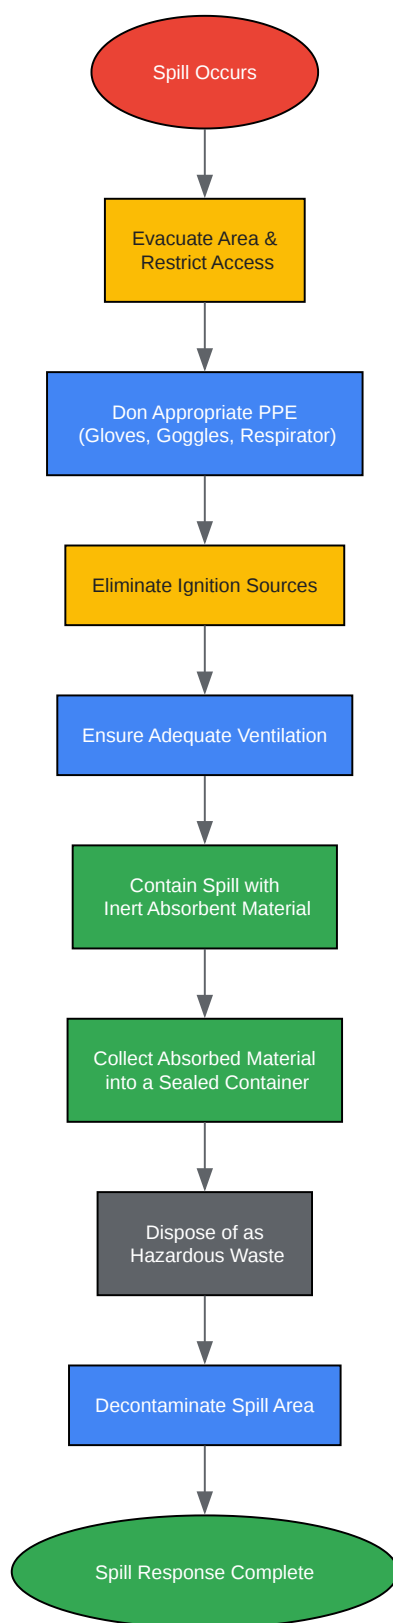 Spill Occurs
Evacuate Area &
Restrict Access
Don Appropriate PPE
(Gloves, Goggles, Respirator)
Eliminate Ignition Sources
Ensure Adequate Ventilation
Contain Spill with
Inert Absorbent Material
Collect Absorbed Material
into a Sealed Container
Dispose of as
Hazardous Waste
Decontaminate Spill Area
Spill Response Complete